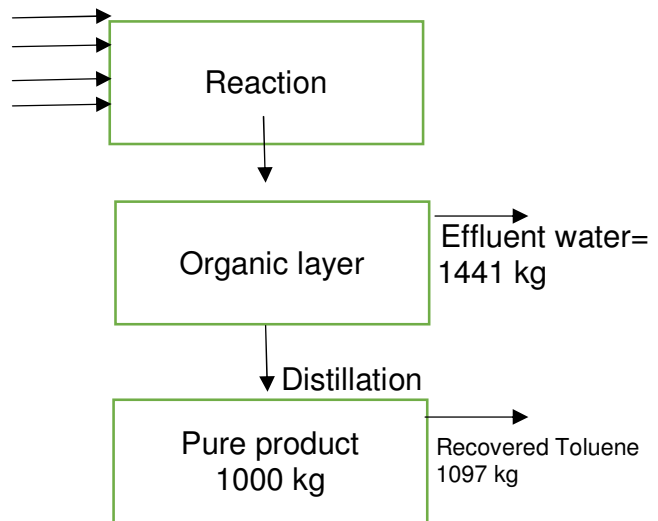 Reaction
Organic layer
Effluent water=
1441 kg
Distillation
Pure product
1000 kg
Recovered Toluene
1097 kg